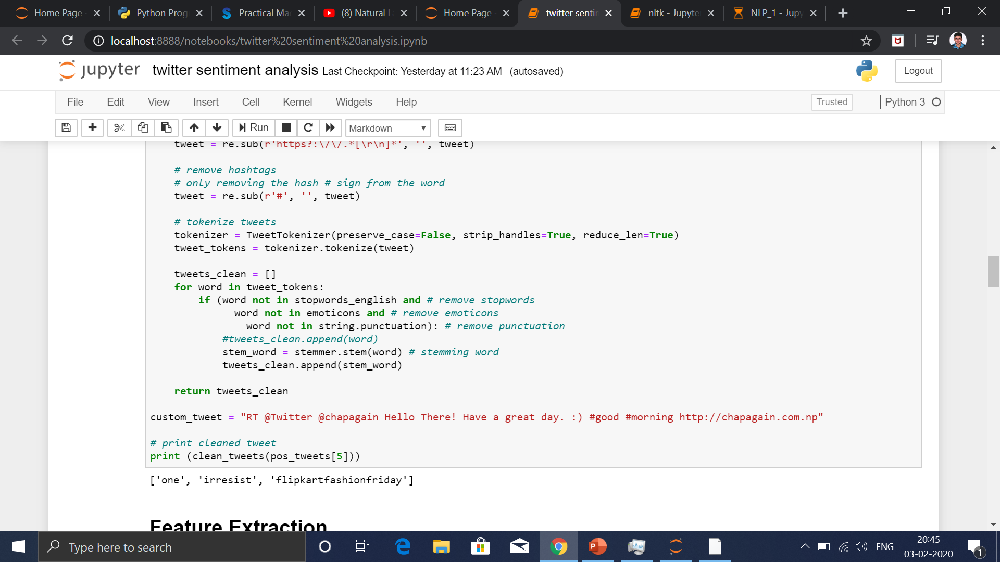 Home Page
Python Prog
Practical Ma
(8) Natural L
Home Page
twitter sentir
nltk - Jupyte
NLP_1 - Jupy
localhost:8888/notebooks/twitter%20sentiment%20analysis.ipynb
jupyter twitter sentiment analysis Last Checkpoint: Yesterday at 11:23 AM (autosaved)
Logout
File Edit View Insert Cell Kernel Widgets Help
Trusted
Python 3
Run
Markdown
tweet = re.sub(r'https?:\/\/.*[\r\n]*', '', tweet)
# remove hashtags
# only removing the hash # sign from the word
tweet = re.sub(r'#', '', tweet)
# tokenize tweets
tokenizer = TweetTokenizer(preserve_case=False, strip_handles=True, reduce_len=True)
tweet_tokens = tokenizer.tokenize(tweet)
tweets_clean = []
for word in tweet_tokens:
if (word not in stopwords_english and # remove stopwords
word not in emoticons and # remove emoticons
word not in string.punctuation): # remove punctuation
#tweets_clean.append(word)
stem_word = stemmer.stem(word) # stemming word
tweets_clean.append(stem_word)
return tweets_clean
custom_tweet = "RT @Twitter @chapagain Hello There! Have a great day. :) #good #morning http://chapagain.com.np"
# print cleaned tweet
print (clean_tweets(pos_tweets[5]))
['one', 'irresist', 'flipkartfashionfriday']
Feature Extraction
Type here to search
ENG
20:45
03-02-2020
1